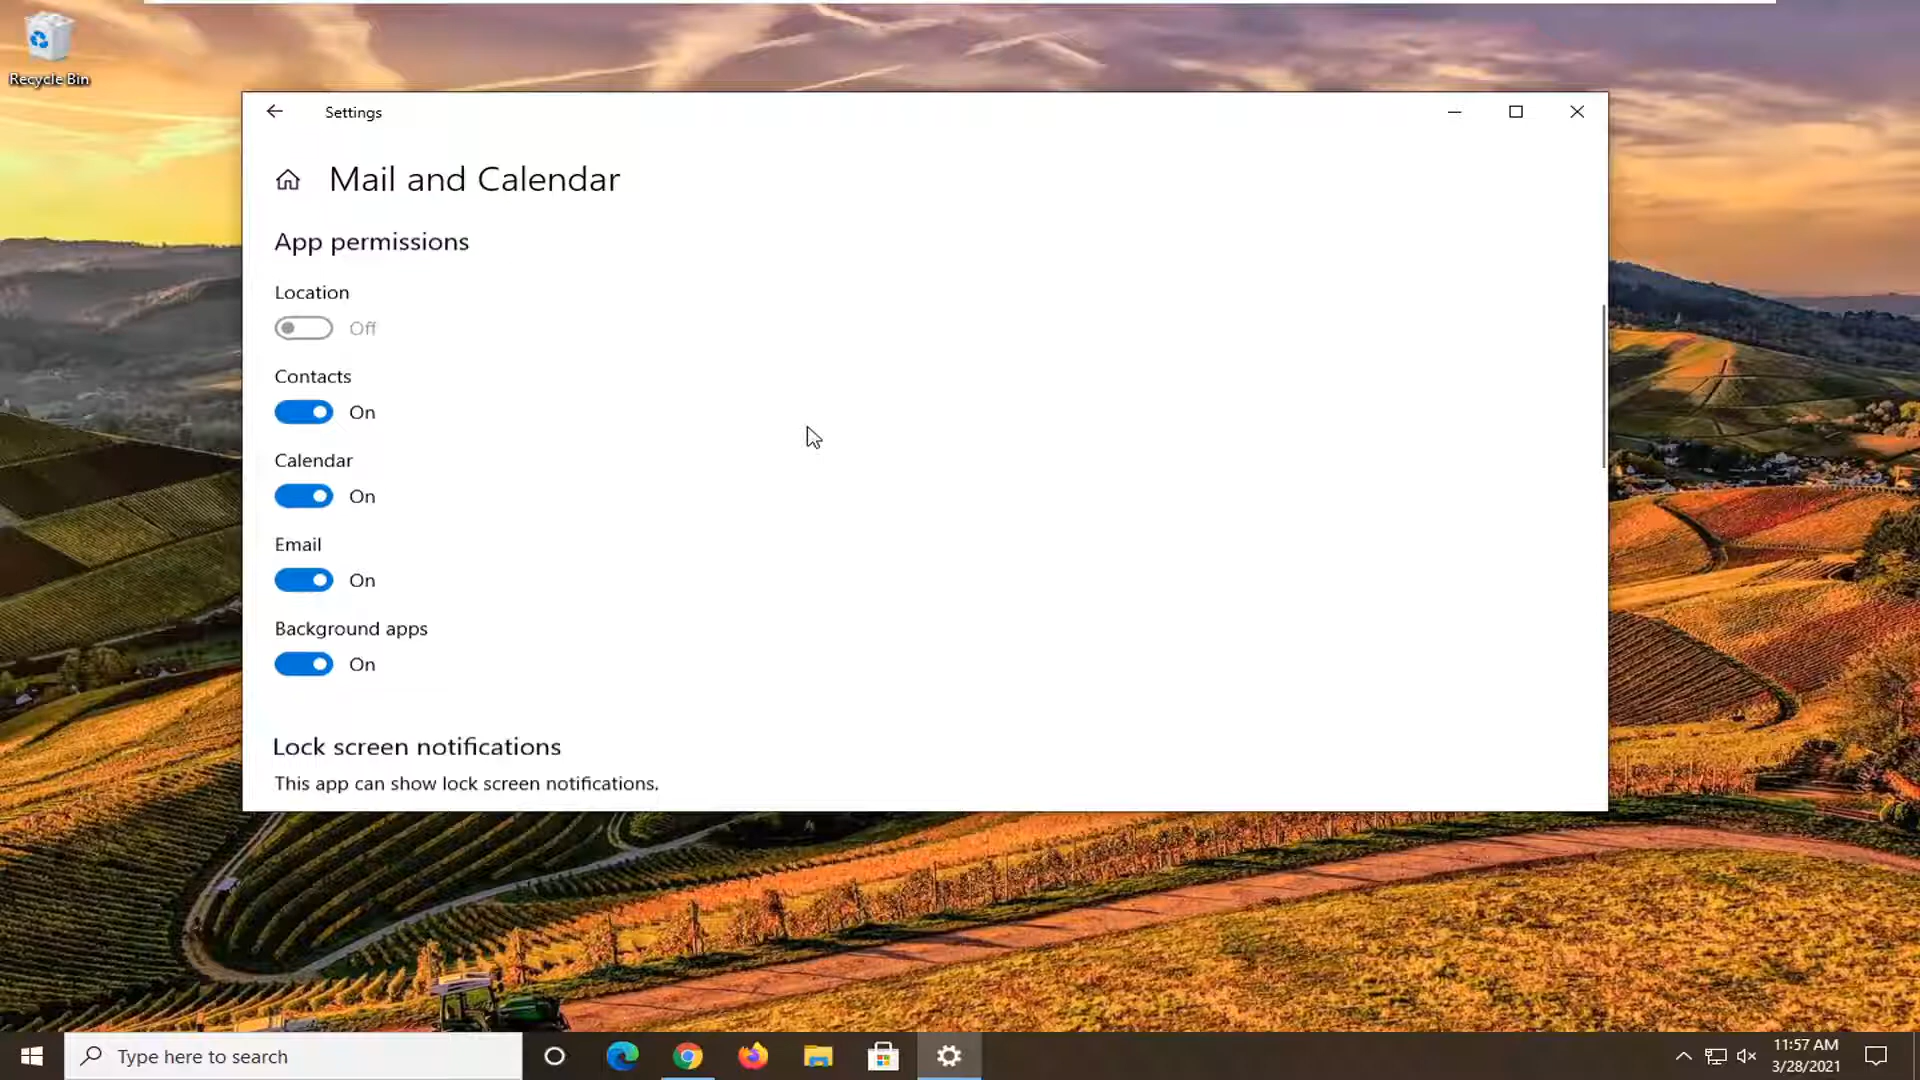 Recycle Bin
Settings
Mail and Calendar
App permissions
Location
Off
Contacts
On
Calendar
On
Email
On
Background apps
On
Lock screen notifications
This app can show lock screen notifications.
Type here to search
11:57 AM
3/28/2021